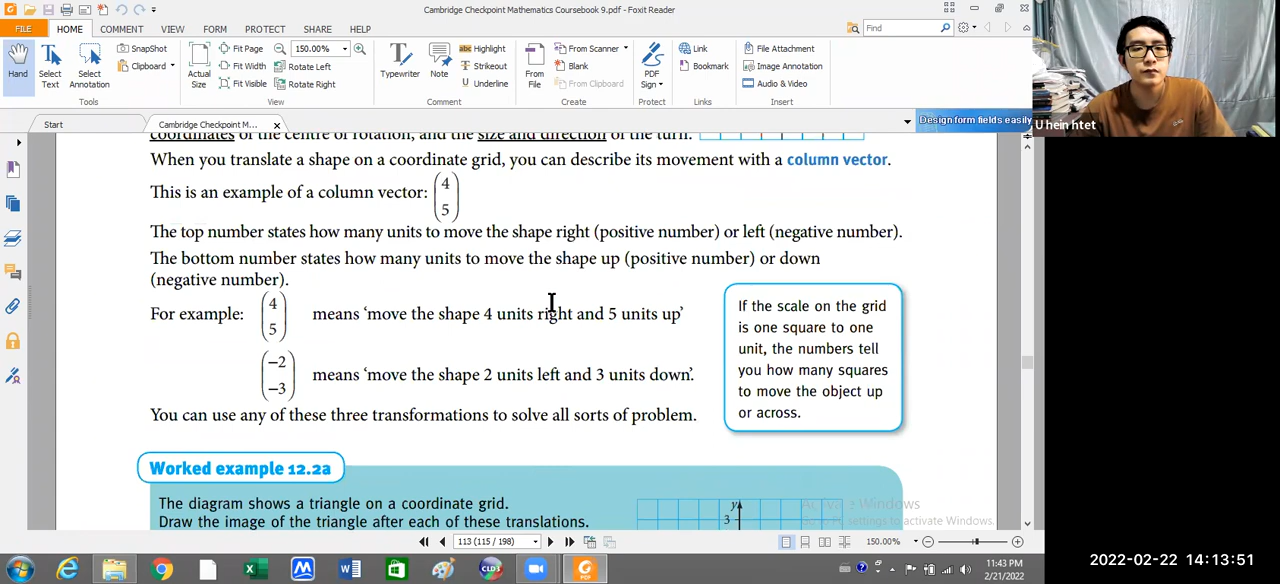 Cambridge Checkpoint Mathematics Coursebook 9.pdf - Foxit Reader
FILE HOME COMMENT VIEW FORM PROTECT SHARE HELP
Find
Hand
Select Text
Select Annotation
SnapShot
Clipboard
Tools
Actual Size
Fit Page
Fit Width
Fit Visible
150.00%
Rotate Left
Rotate Right
View
Typewriter
Note
Highlight
Strikeout
Underline
Comment
From File
From Scanner
Blank
From Clipboard
Create
PDF Sign
Protect
Link
Bookmark
Links
File Attachment
Image Annotation
Audio & Video
Insert
Start
Cambridge Checkpoint M...
Design form fields easily
U hein htet
coordinates of the centre of rotation, and the size and direction of the turn.
When you translate a shape on a coordinate grid, you can describe its movement with a column vector.
This is an example of a column vector: (4
5)
The top number states how many units to move the shape right (positive number) or left (negative number).
The bottom number states how many units to move the shape up (positive number) or down
(negative number).
For example: (4
5) means ‘move the shape 4 units right and 5 units up’
(−2
−3) means ‘move the shape 2 units left and 3 units down’.
You can use any of these three transformations to solve all sorts of problem.
If the scale on the grid
is one square to one
unit, the numbers tell
you how many squares
to move the object up
or across.
Worked example 12.2a
The diagram shows a triangle on a coordinate grid.
Draw the image of the triangle after each of these translations.
y
3
Activate Windows
Go to PC settings to activate Windows.
113 (115 / 198)
150.00%
11:43 PM
2/21/2022
2022-02-22 14:13:51